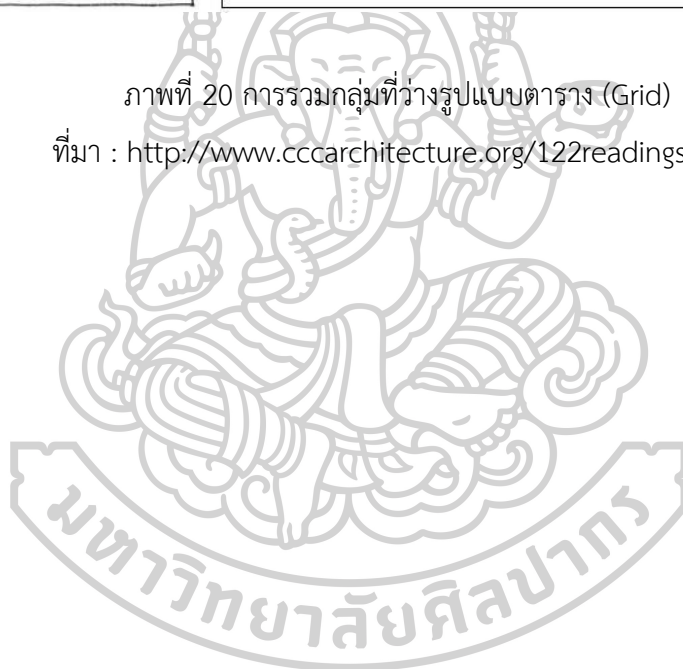 ภาพที่ 20 การรวมกลุ่มที่ว่างรูปแบบตาราง (Grid)
ที่มา : http://www.cccarchitecture.org/122readings
มหาวิทยาลัยศิลปากร